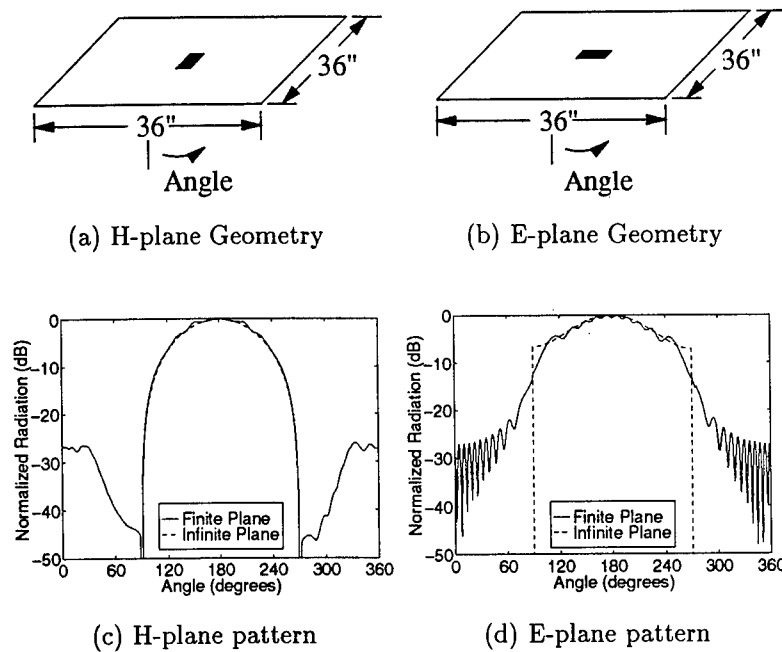 36"
36"
Angle
(a) H-plane Geometry
36"
36"
Angle
(b) E-plane Geometry
Normalized Radiation (dB)
0
-10
-20
-30
-40
-50
Finite Plane
Infinite Plane
0
60
120
180
240
300
360
Angle (degrees)
(c) H-plane pattern
Normalized Radiation (dB)
0
-10
-20
-30
-40
-50
Finite Plane
Infinite Plane
0
60
120
180
240
300
360
Angle (degrees)
(d) E-plane pattern